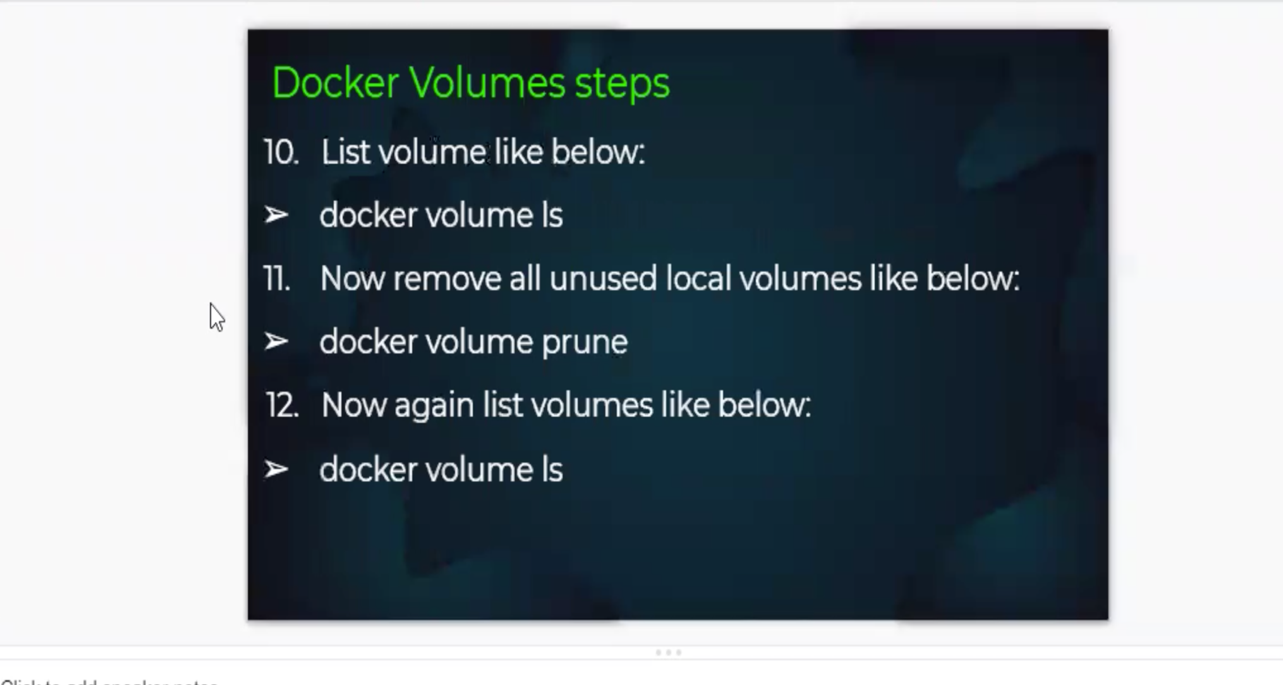 Docker Volumes steps
10. List volume like below:
➢ docker volume ls
11. Now remove all unused local volumes like below:
➢ docker volume prune
12. Now again list volumes like below:
➢ docker volume ls